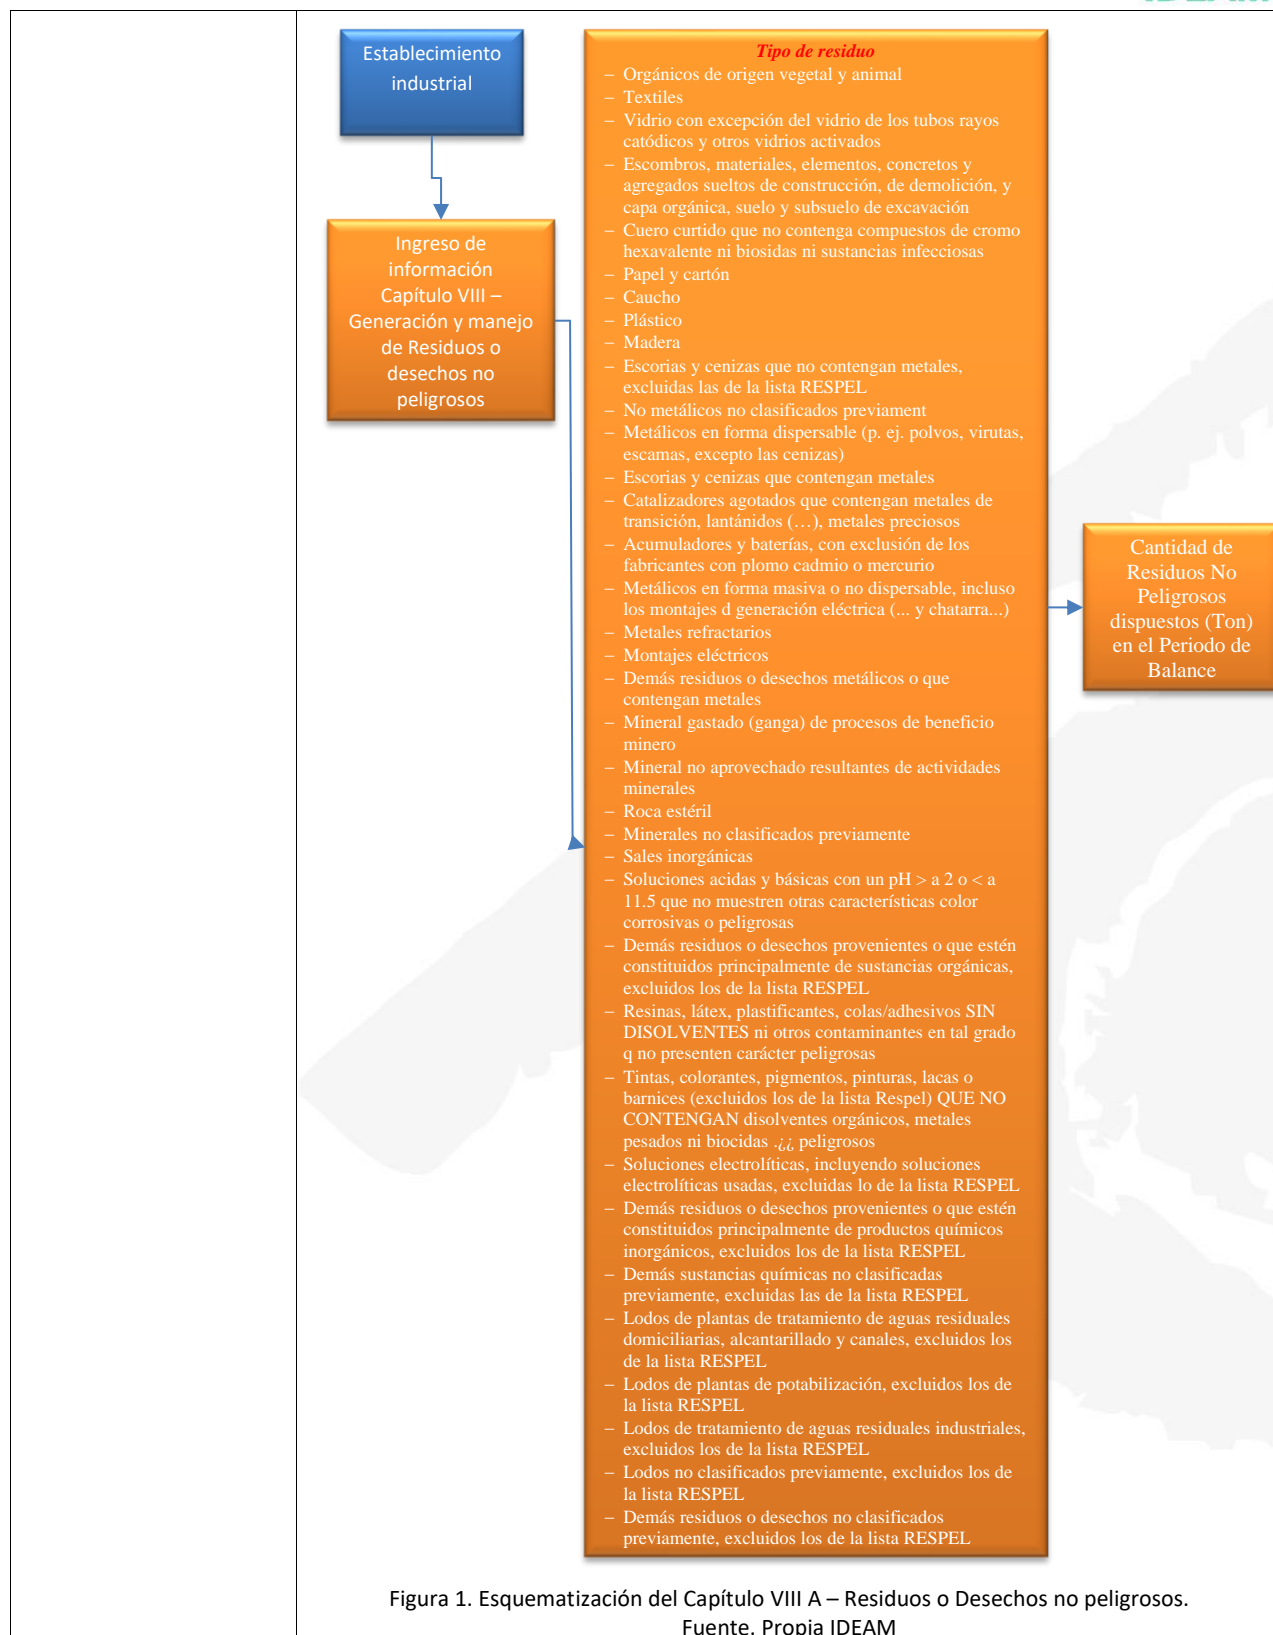 Establecimiento
industrial
Ingreso de
información
Capítulo VIII –
Generación y manejo
de Residuos o
desechos no
peligrosos
Tipo de residuo
– Orgánicos de origen vegetal y animal
– Textiles
– Vidrio con excepción del vidrio de los tubos rayos
catódicos y otros vidrios activados
– Escombros, materiales, elementos, concretos y
agregados sueltos de construcción, de demolición, y
capa orgánica, suelo y subsuelo de excavación
– Cuero curtido que no contenga compuestos de cromo
hexavalente ni biosidas ni sustancias infecciosas
– Papel y cartón
– Caucho
– Plástico
– Madera
– Escorias y cenizas que no contengan metales,
excluidas las de la lista RESPEL
– No metálicos no clasificados previament
– Metálicos en forma dispersable (p. ej. polvos, virutas,
escamas, excepto las cenizas)
– Escorias y cenizas que contengan metales
– Catalizadores agotados que contengan metales de
transición, lantánidos (…), metales preciosos
– Acumuladores y baterías, con exclusión de los
fabricantes con plomo cadmio o mercurio
– Metálicos en forma masiva o no dispersable, incluso
los montajes d generación eléctrica (... y chatarra...)
– Metales refractarios
– Montajes eléctricos
– Demás residuos o desechos metálicos o que
contengan metales
– Mineral gastado (ganga) de procesos de beneficio
minero
– Mineral no aprovechado resultantes de actividades
minerales
– Roca estéril
– Minerales no clasificados previamente
– Sales inorgánicas
– Soluciones acidas y básicas con un pH > a 2 o < a
11.5 que no muestren otras características color
corrosivas o peligrosas
– Demás residuos o desechos provenientes o que estén
constituidos principalmente de sustancias orgánicas,
excluidos los de la lista RESPEL
– Resinas, látex, plastificantes, colas/adhesivos SIN
DISOLVENTES ni otros contaminantes en tal grado
q no presenten carácter peligrosas
– Tintas, colorantes, pigmentos, pinturas, lacas o
barnices (excluidos los de la lista Respel) QUE NO
CONTENGAN disolventes orgánicos, metales
pesados ni biocidas .¿¿ peligrosos
– Soluciones electrolíticas, incluyendo soluciones
electrolíticas usadas, excluidas lo de la lista RESPEL
– Demás residuos o desechos provenientes o que estén
constituidos principalmente de productos químicos
inorgánicos, excluidos los de la lista RESPEL
– Demás sustancias químicas no clasificadas
previamente, excluidas las de la lista RESPEL
– Lodos de plantas de tratamiento de aguas residuales
domiciliarias, alcantarillado y canales, excluidos los
de la lista RESPEL
– Lodos de plantas de potabilización, excluidos los de
la lista RESPEL
– Lodos de tratamiento de aguas residuales industriales,
excluidos los de la lista RESPEL
– Lodos no clasificados previamente, excluidos los de
la lista RESPEL
– Demás residuos o desechos no clasificados
previamente, excluidos los de la lista RESPEL
Cantidad de
Residuos No
Peligrosos
dispuestos (Ton)
en el Periodo de
Balance
Figura 1. Esquematización del Capítulo VIII A – Residuos o Desechos no peligrosos.
Fuente. Propia IDEAM